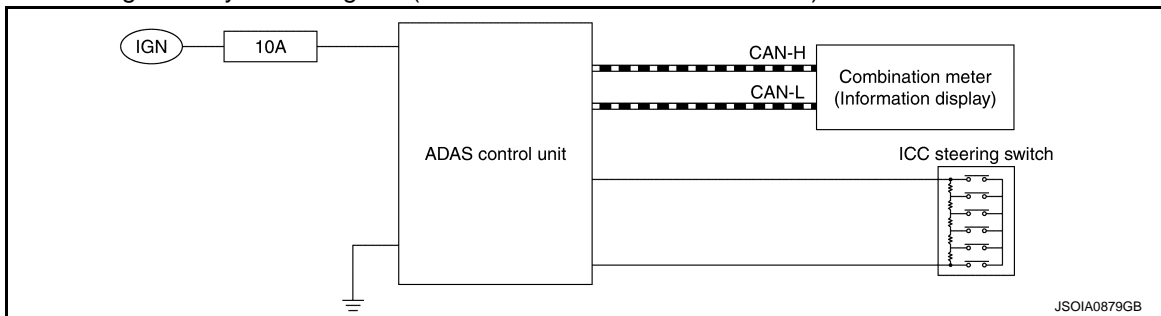 IGN
10A
ADAS control unit
CAN-H
CAN-L
Combination meter
(Information display)
ICC steering switch
JSOIA0879GB